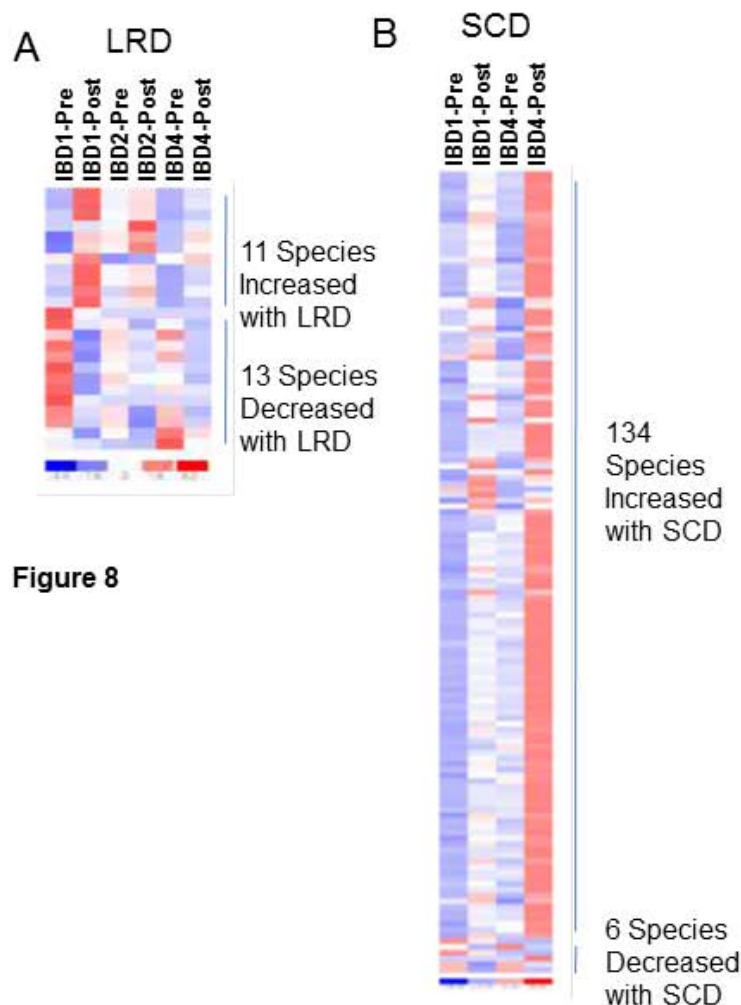 A
LRD
IBD1-Pre
IBD1-Post
IBD2-Pre
IBD2-Post
IBD4-Pre
IBD4-Post
11 Species
Increased
with LRD
13 Species
Decreased
with LRD
Figure 8
B
SCD
IBD1-Pre
IBD1-Post
IBD4-Pre
IBD4-Post
134
Species
Increased
with SCD
6 Species
Decreased
with SCD